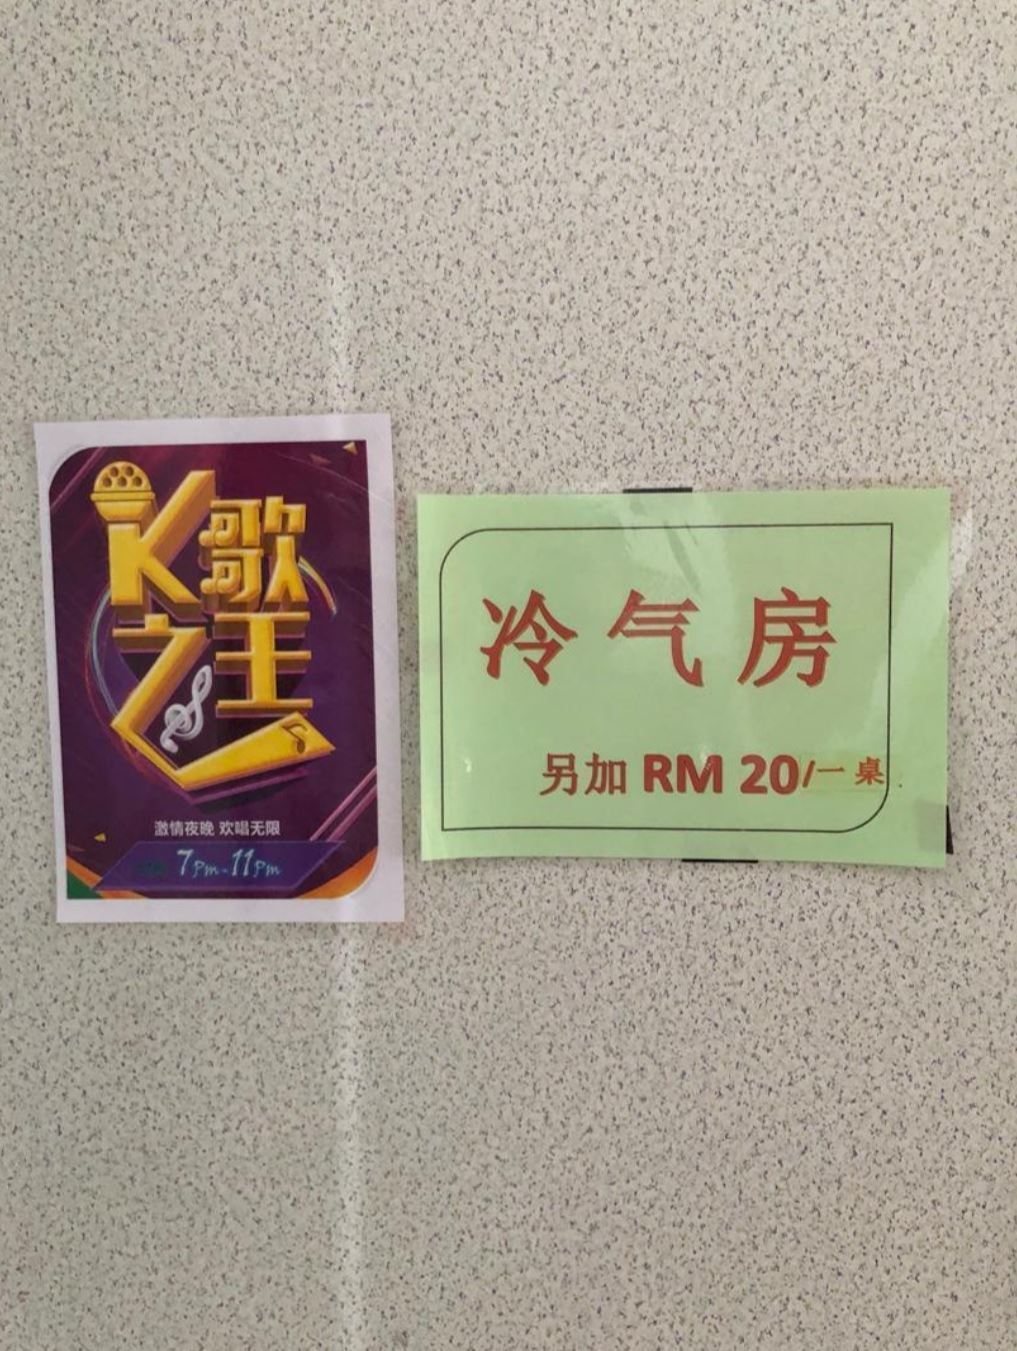 K歌
之王
激情夜晚 欢唱无限
7pm-11pm
冷气房
另加 RM 20/一桌